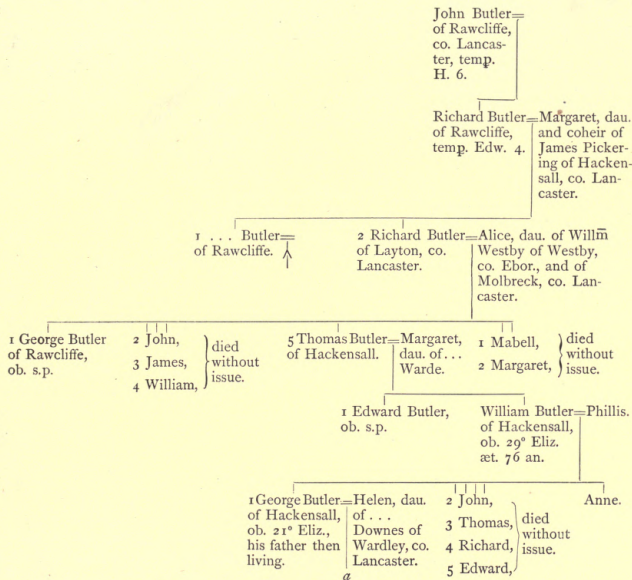 John Butler=
of Rawcliffe,
co. Lancas-
ter, temp.
H. 6.
Richard Butler=Margaret, dau.
of Rawcliffe, and coheir of
temp. Edw. 4. James Picker-
ing of Hacken-
sall, co. Lan-
caster.
1 . . . Butler=
of Rawcliffe.
2 Richard Butler=Alice, dau. of Willm̅
of Layton, co. Westby of Westby,
Lancaster. co. Ebor., and of
Molbreck, co. Lan-
caster.
1 George Butler
of Rawcliffe,
ob. s.p.
2 John,
3 James,
4 William,
died
without
issue.
5 Thomas Butler=Margaret,
of Hackensall. dau. of . . .
Warde.
1 Mabell,
2 Margaret,
died
without
issue.
1 Edward Butler,
ob. s.p.
William Butler=Phillis.
of Hackensall,
ob. 29° Eliz.
æt. 76 an.
1 George Butler=Helen, dau.
of Hackensall, of . . .
ob. 21° Eliz., Downes of
his father then Wardley, co.
living. Lancaster.
a
2 John,
3 Thomas,
4 Richard,
5 Edward,
died
without
issue.
Anne.